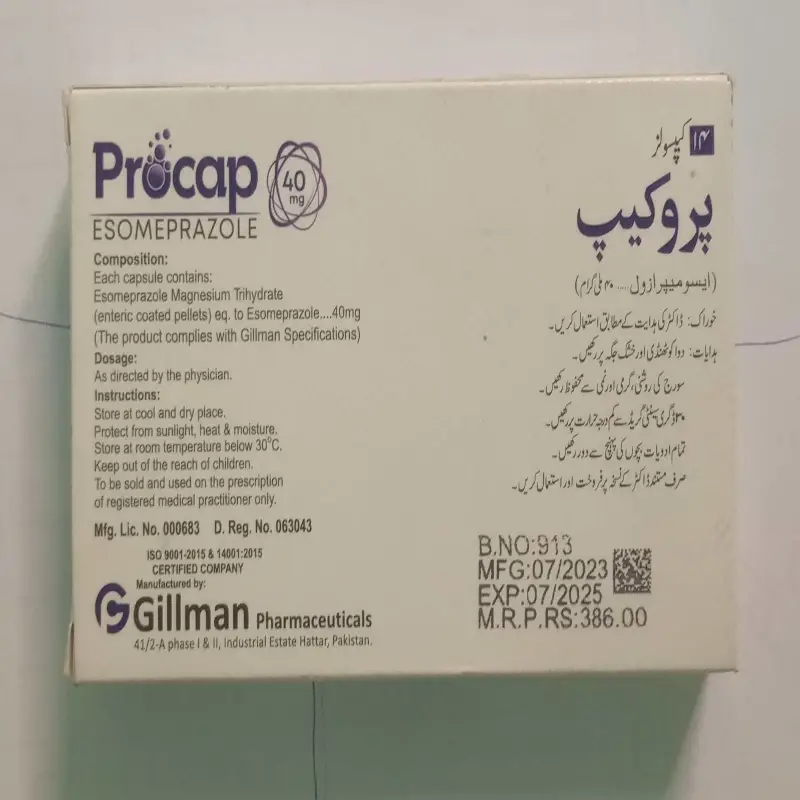 Procap
40
mg
ESOMEPRAZOLE
Composition:
Each capsule contains:
Esomeprazole Magnesium Trihydrate
(enteric coated pellets) eq. to Esomeprazole....40mg
(The product complies with Gillman Specifications)
Dosage:
As directed by the physician.
Instructions:
Store at cool and dry place.
Protect from sunlight, heat & moisture.
Store at room temperature below 30°C.
Keep out of the reach of children.
To be sold and used on the prescription
of registered medical practitioner only.
Mfg. Lic. No. 000683 D. Reg. No. 063043
ISO 9001-2015 & 14001:2015
CERTIFIED COMPANY
Manufactured by:
Gillman Pharmaceuticals
41/2-A phase I & II, Industrial Estate Hattar, Pakistan.
۱۴ کیپسولز
پروکیپ
(ایسومیپرازول.....۴۰ ملی گرام)
خوراک: ڈاکٹر کی ہدایت کے مطابق استعمال کریں۔
ہدایات: دوا کو ٹھنڈی اور خشک جگہ پر رکھیں۔
سورج کی روشنی، گرمی اور نمی سے محفوظ رکھیں۔
۳۰ ڈگری سینٹی گریڈ سے کم درجہ حرارت پر رکھیں۔
تمام ادویات بچوں کی پہنچ سے دور رکھیں۔
صرف مستند ڈاکٹر کے نسخہ پر فروخت اور استعمال کریں۔
B.NO:913
MFG:07/2023
EXP:07/2025
M.R.P.RS:386.00